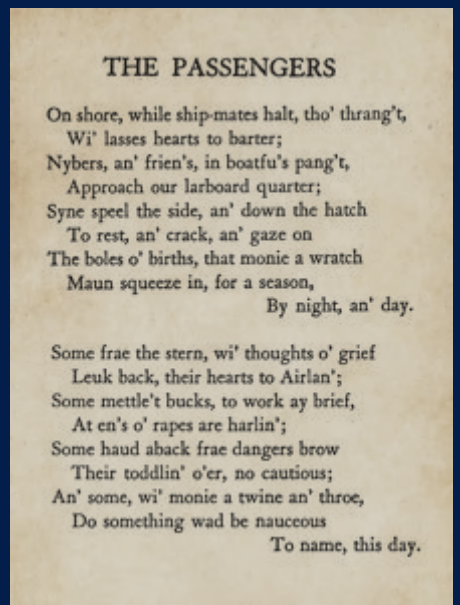 THE PASSENGERS
On shore, while ship-mates halt, tho' thrang't,
Wi' lasses hearts to barter;
Nybers, an' frien's, in boatfu's pang't,
Approach our larboard quarter;
Syne speel the side, an' down the hatch
To rest, an' crack, an' gaze on
The boles o' births, that monie a wratch
Maun squeeze in, for a season,
By night, an' day.
Some frae the stern, wi' thoughts o' grief
Leuk back, their hearts to Airlan';
Some mettle't bucks, to work ay brief,
At en's o' rapes are harlin';
Some haud aback frae dangers brow
Their toddlin' o'er, no cautious;
An' some, wi' monie a twine an' throe,
Do something wad be nauceous
To name, this day.